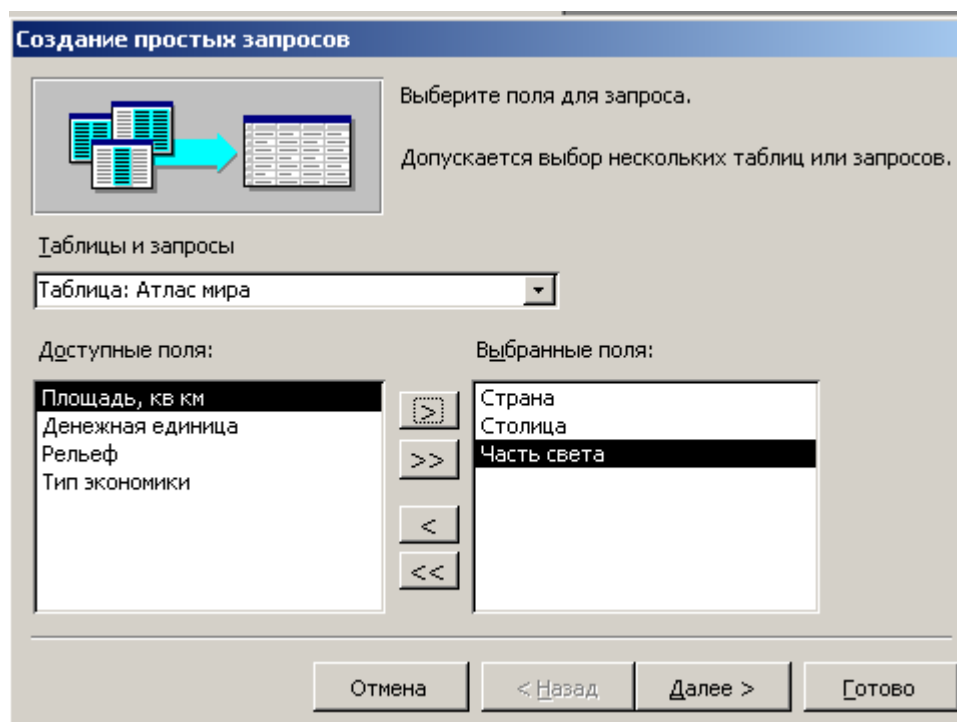 Создание простых запросов
Выберите поля для запроса.
Допускается выбор нескольких таблиц или запросов.
Таблицы и запросы
Таблица: Атлас мира
Доступные поля:
Выбранные поля:
Площадь, кв км
Денежная единица
Рельеф
Тип экономики
>
>>
<
<<
Страна
Столица
Часть света
Отмена
< Назад
Далее >
Готово